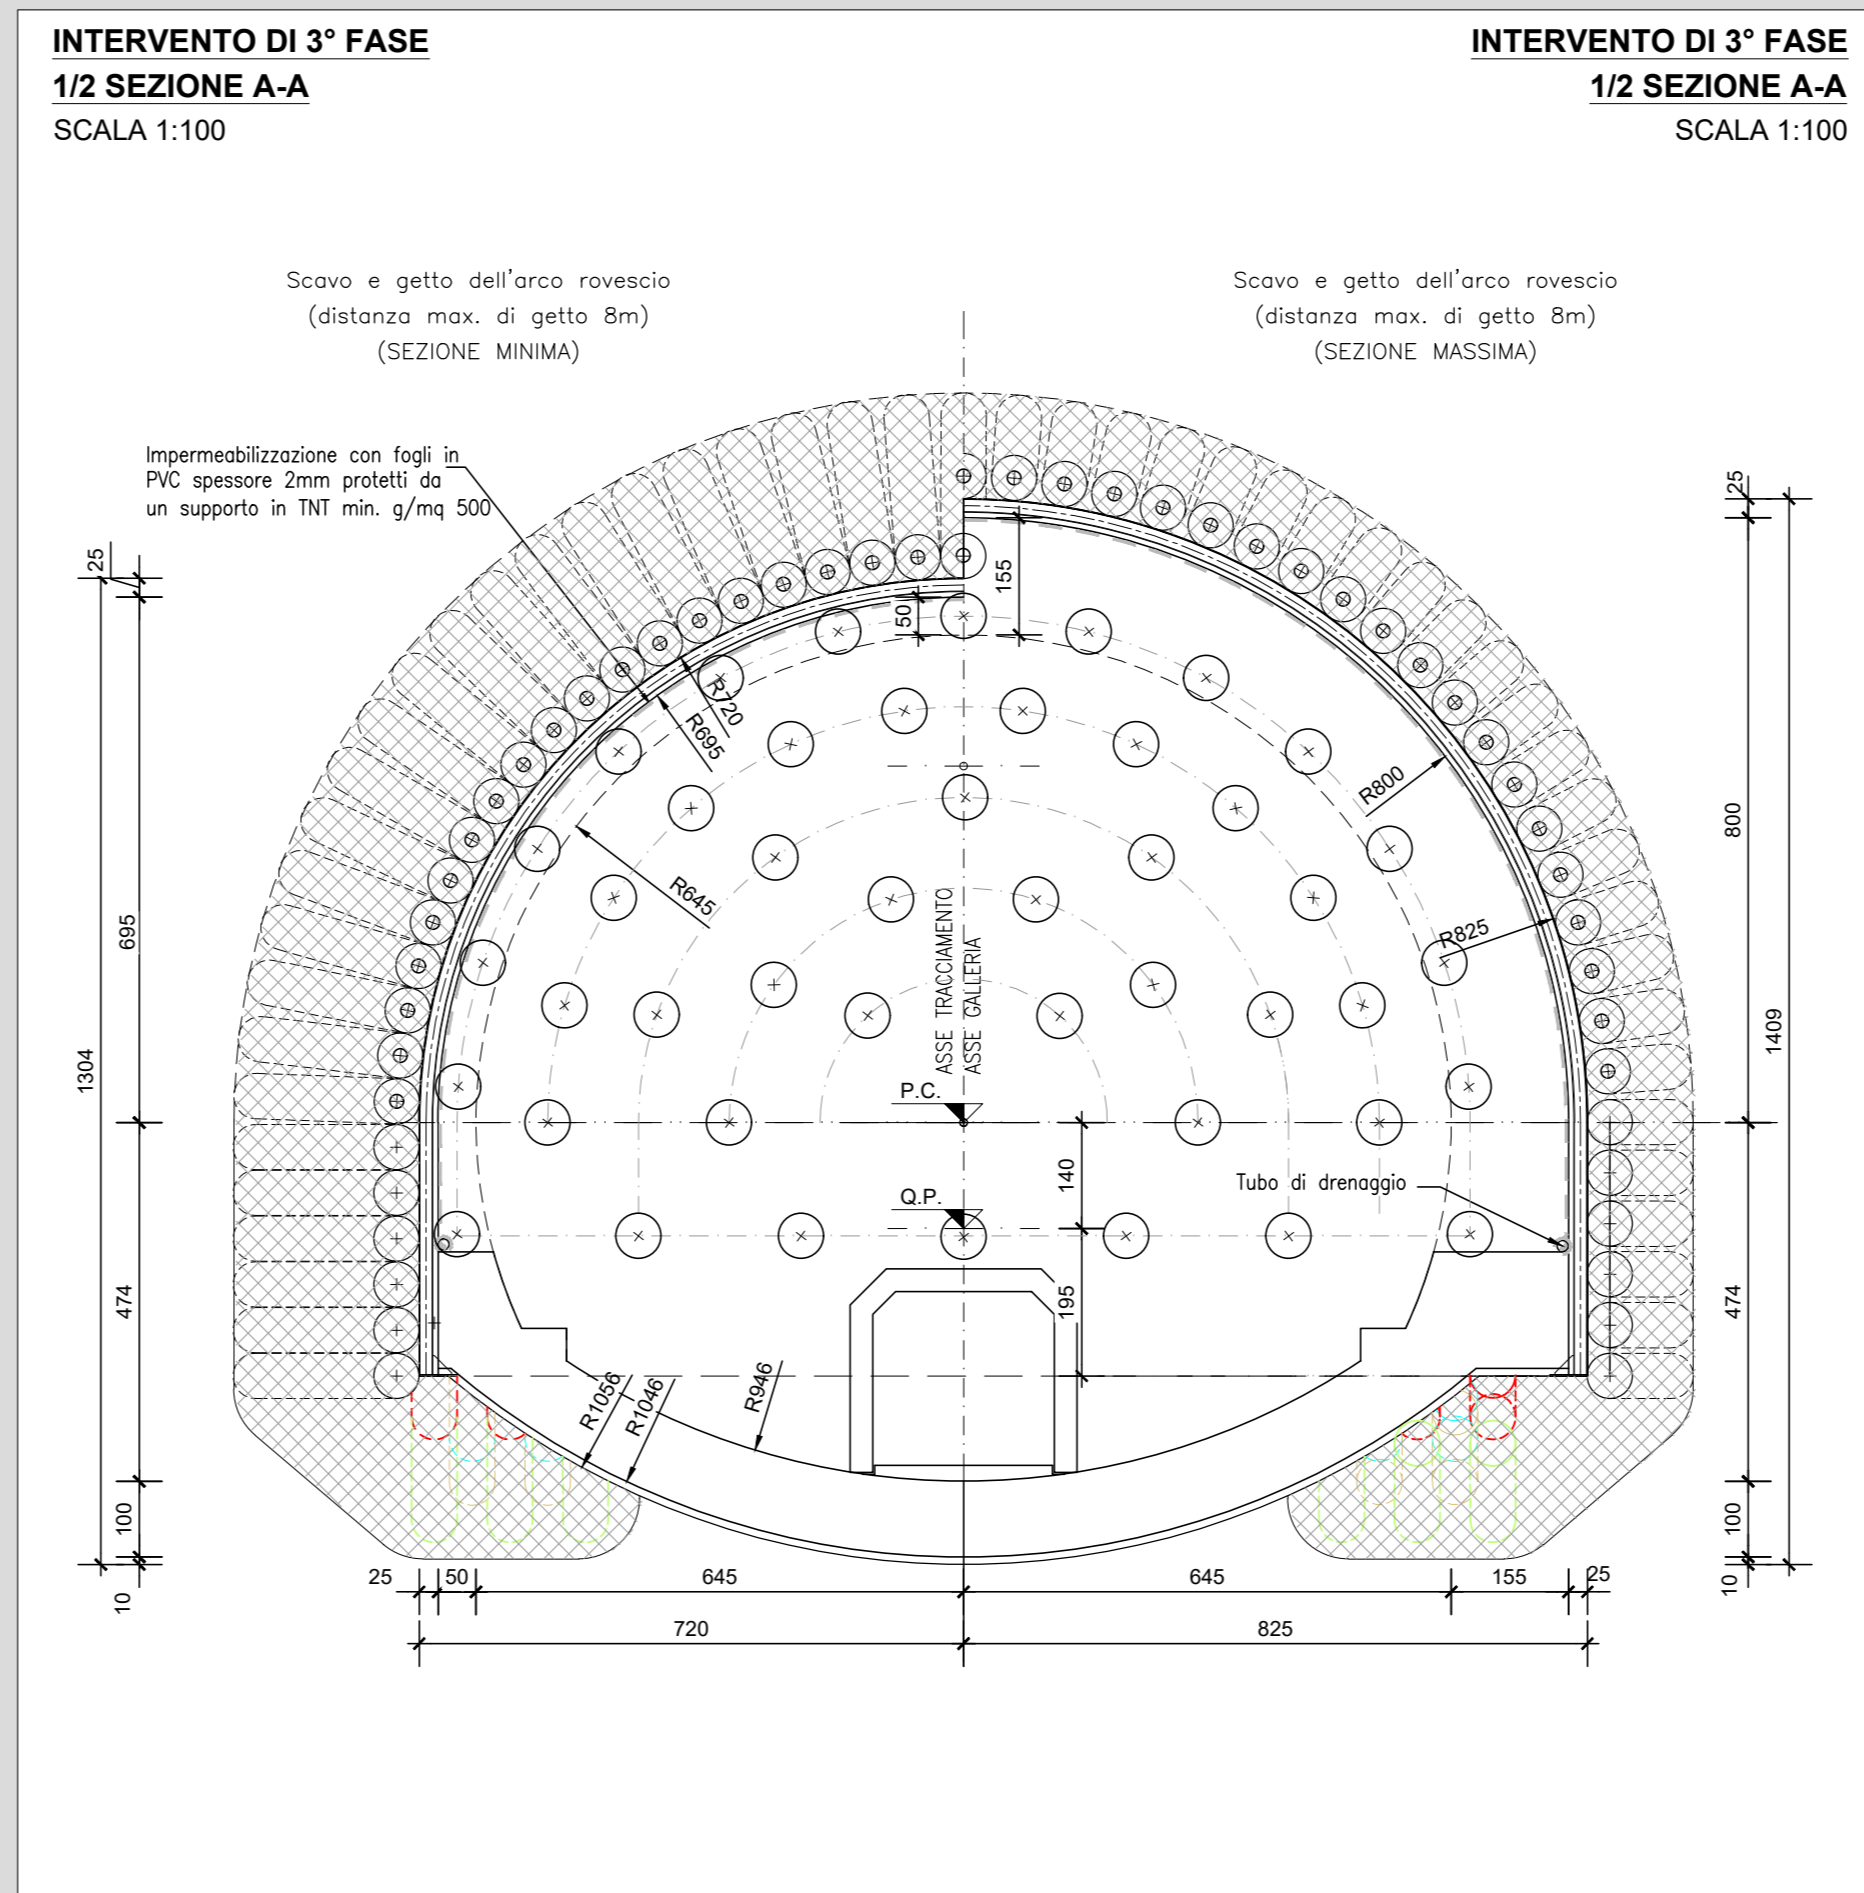 INTERVENTO DI 3° FASE
1/2 SEZIONE A-A
SCALA 1:100
INTERVENTO DI 3° FASE
1/2 SEZIONE A-A
SCALA 1:100
Scavo e getto dell'arco rovescio
(distanza max. di getto 8m)
(SEZIONE MINIMA)
Scavo e getto dell'arco rovescio
(distanza max. di getto 8m)
(SEZIONE MASSIMA)
Impermeabilizzazione con fogli in
PVC spessore 2mm protetti da
un supporto in TNT min. g/mq 500
25
695
1304
474
100
10
25
800
1409
474
100
10
155
50
R720
R695
R645
R800
R825
ASSE TRACCIAMENTO
ASSE GALLERIA
P.C.
140
Q.P.
195
Tubo di drenaggio
R1056
R1046
R946
25
50
645
645
155
25
720
825